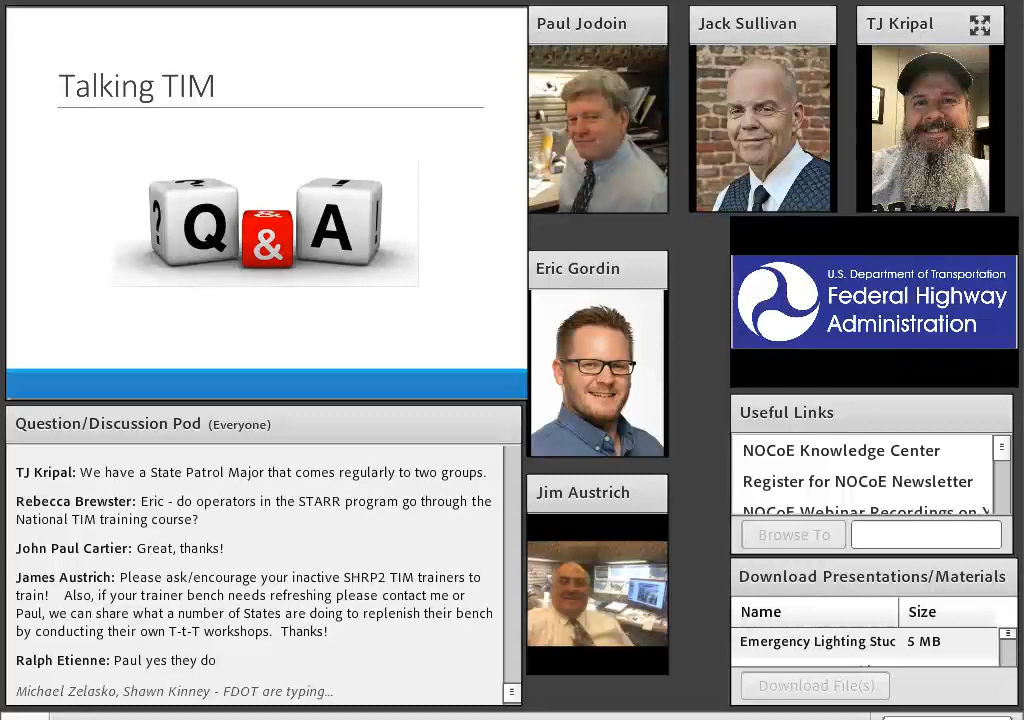 Talking TIM
Q & A
Paul Jodoin
Jack Sullivan
TJ Kripal
Eric Gordin
Jim Austrich
U.S. Department of Transportation
Federal Highway
Administration
Question/Discussion Pod (Everyone)
TJ Kripal: We have a State Patrol Major that comes regularly to two groups.
Rebecca Brewster: Eric - do operators in the STARR program go through the
National TIM training course?
John Paul Cartier: Great, thanks!
James Austrich: Please ask/encourage your inactive SHRP2 TIM trainers to
train! Also, if your trainer bench needs refreshing please contact me or
Paul, we can share what a number of States are doing to replenish their bench
by conducting their own T-t-T workshops. Thanks!
Ralph Etienne: Paul yes they do
Michael Zelasko, Shawn Kinney - FDOT are typing...
Useful Links
NOCoE Knowledge Center
Register for NOCoE Newsletter
NOCoE Webinar Recordings on Y
Browse To
Download Presentations/Materials
Name Size
Emergency Lighting Stuc 5 MB
Download File(s)